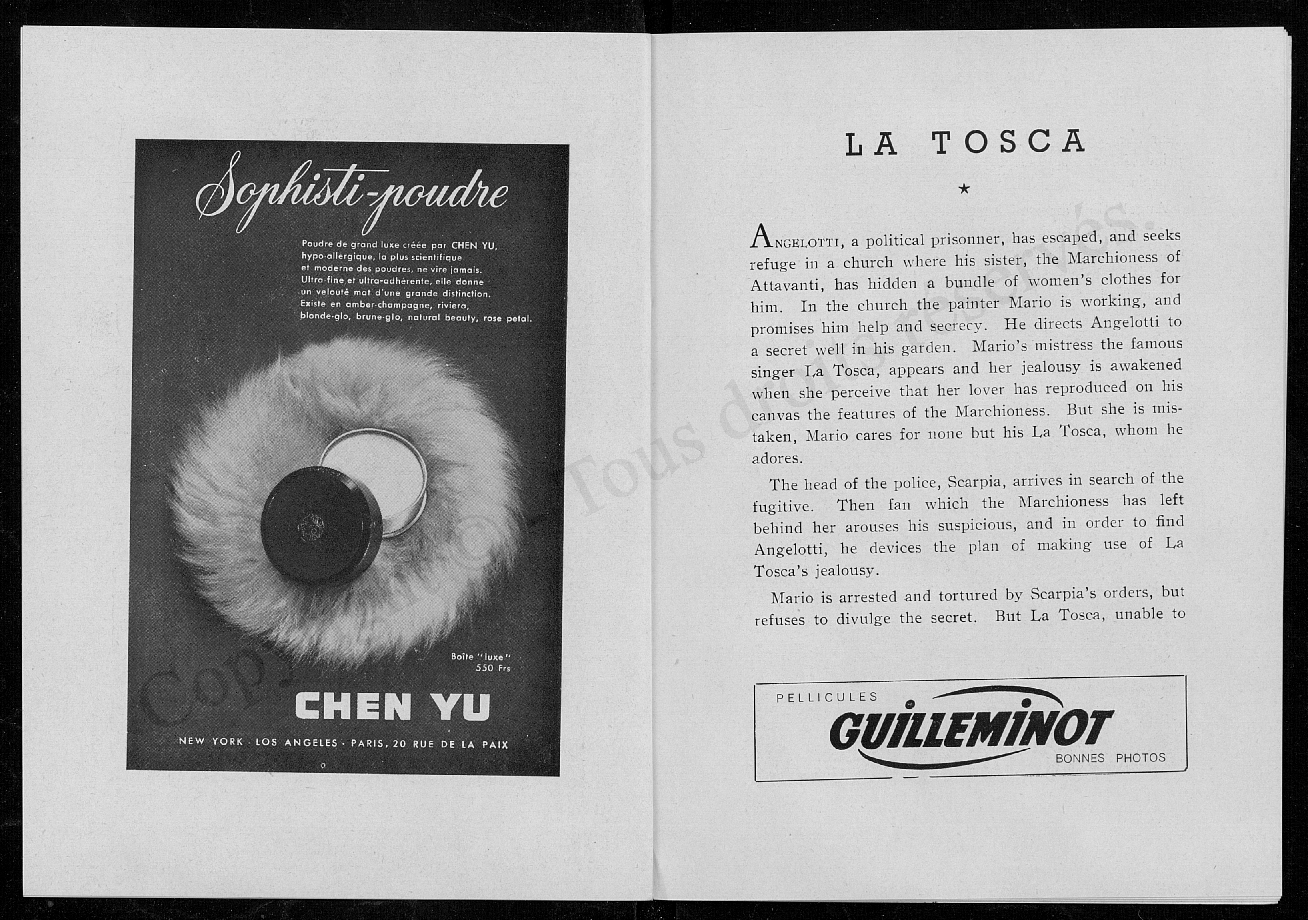 Sophisti-poudre
Poudre de grand luxe créée par CHEN YU,
hypo-allergique, la plus scientifique
et moderne des poudres, ne vire jamais.
Ultra-fine et ultra-adhérente, elle donne
un velouté mat d'une grande distinction.
Existe en amber-champagne, riviera,
blonde-glo, brune-glo, natural beauty, rose petal.
Boîte "luxe"
550 Frs
CHEN YU
NEW YORK · LOS ANGELES · PARIS, 20 RUE DE LA PAIX
LA TOSCA
ANGELOTTI, a political prisonner, has escaped, and seeks
refuge in a church where his sister, the Marchioness of
Attavanti, has hidden a bundle of women's clothes for
him. In the church the painter Mario is working, and
promises him help and secrecy. He directs Angelotti to
a secret well in his garden. Mario's mistress the famous
singer La Tosca, appears and her jealousy is awakened
when she perceive that her lover has reproduced on his
canvas the features of the Marchioness. But she is mis-
taken, Mario cares for none but his La Tosca, whom he
adores.
The head of the police, Scarpia, arrives in search of the
fugitive. Then fan which the Marchioness has left
behind her arouses his suspicious, and in order to find
Angelotti, he devices the plan of making use of La
Tosca's jealousy.
Mario is arrested and tortured by Scarpia's orders, but
refuses to divulge the secret. But La Tosca, unable to
PELLICULES
GUILLEMINOT
BONNES PHOTOS